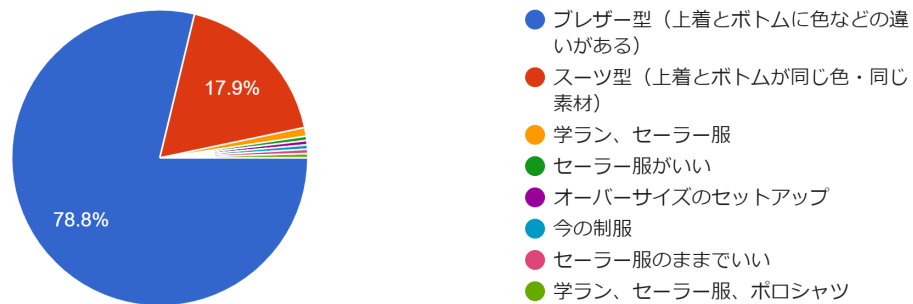 78.8%
17.9%
ブレザー型（上着とボトムに色などの違
いがある）
スーツ型（上着とボトムが同じ色・同じ
素材）
学ラン、セーラー服
セーラー服がいい
オーバーサイズのセットアップ
今の制服
セーラー服のままでいい
学ラン、セーラー服、ポロシャツ